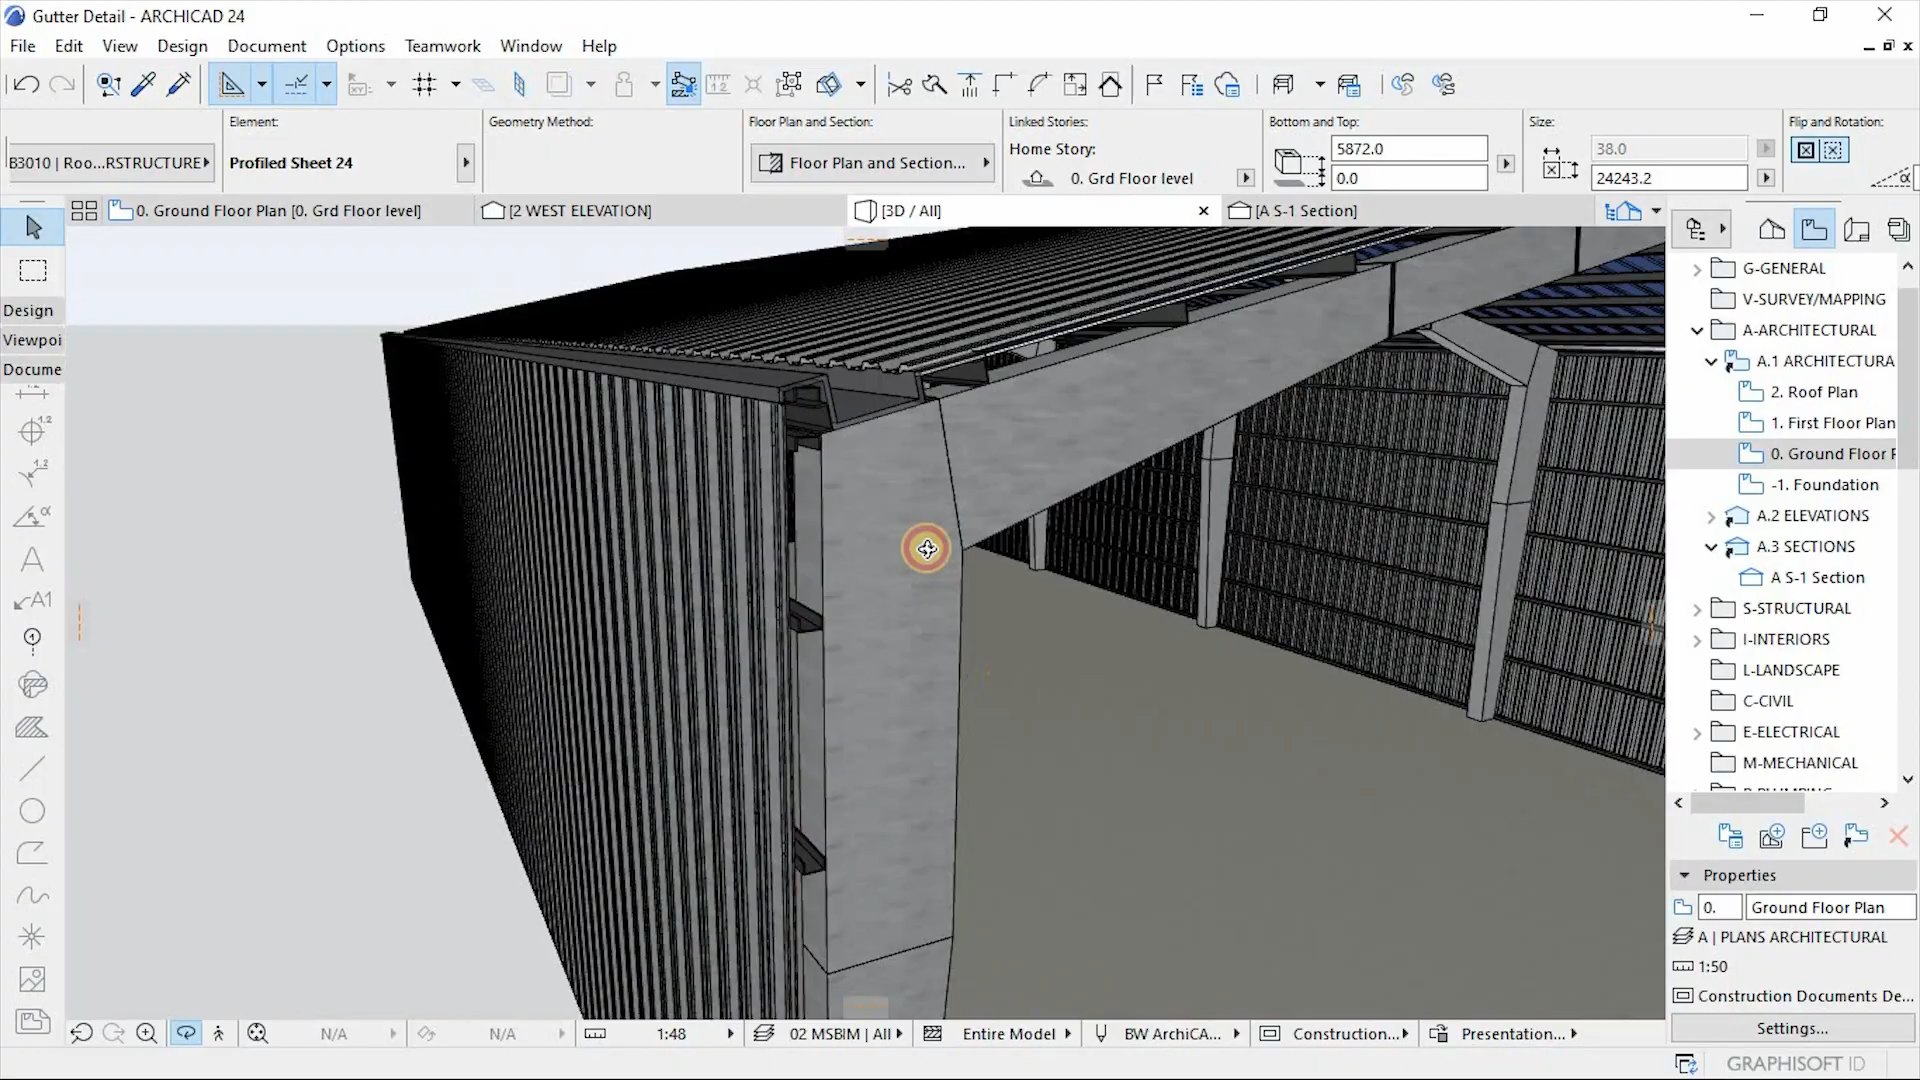 Gutter Detail - ARCHICAD 24
File Edit View Design Document Options Teamwork Window Help
Element: Geometry Method: Floor Plan and Section: Linked Stories: Bottom and Top: Size: Flip and Rotation:
B3010 | Roo...RSTRUCTURE Profiled Sheet 24 Floor Plan and Section... Home Story: 0. Grd Floor level
5872.0
0.0
38.0
24243.2
0. Ground Floor Plan [0. Grd Floor level] [2 WEST ELEVATION] [3D / All] [A S-1 Section]
Design
Viewpoi
Docume
G-GENERAL
V-SURVEY/MAPPING
A-ARCHITECTURAL
A.1 ARCHITECTURA
2. Roof Plan
1. First Floor Plan
0. Ground Floor P
-1. Foundation
A.2 ELEVATIONS
A.3 SECTIONS
A S-1 Section
S-STRUCTURAL
I-INTERIORS
L-LANDSCAPE
C-CIVIL
E-ELECTRICAL
M-MECHANICAL
Properties
0. Ground Floor Plan
A | PLANS ARCHITECTURAL
1:50
Construction Documents De...
Settings...
N/A N/A 1:48 02 MSBIM | All Entire Model BW ArchiCA... Construction... Presentation...
GRAPHISOFT ID